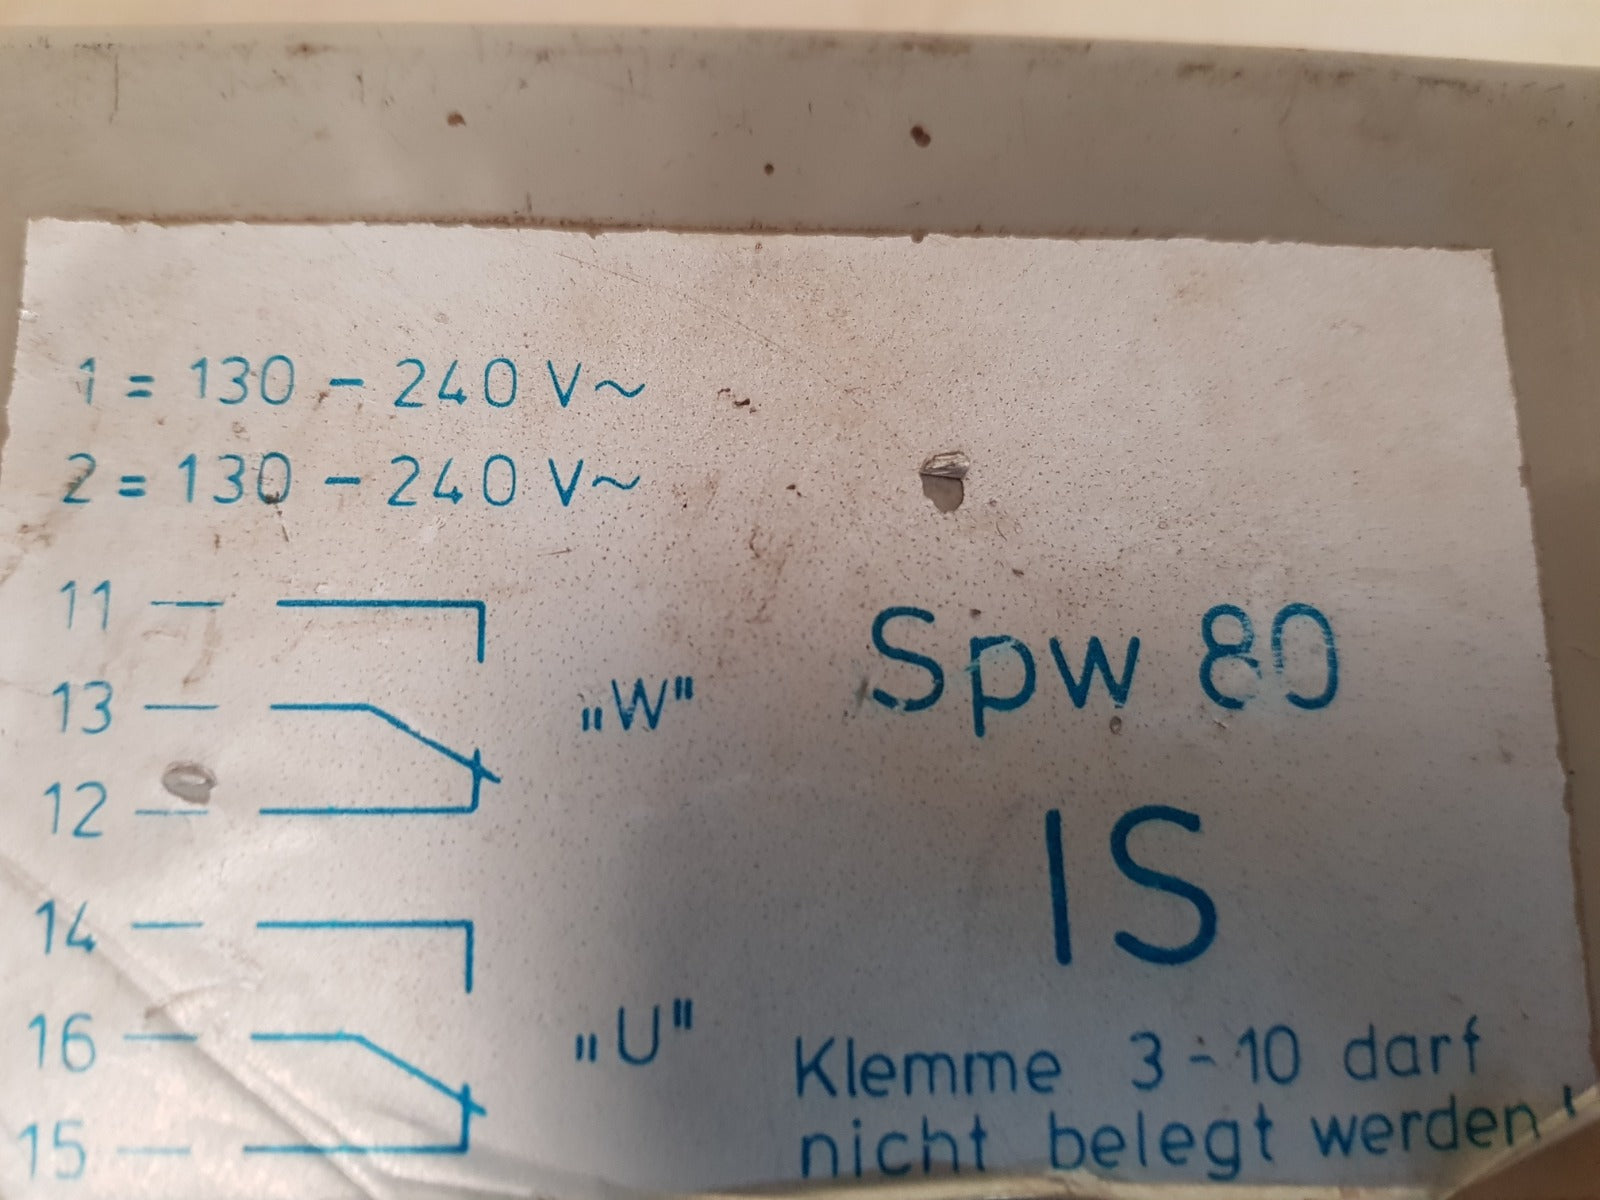 1 = 130 – 240 V~
2 = 130 – 240 V~
11
13
12
„W"
Spw 80
IS
14
16
15
„U"
Klemme 3 - 10 darf
nicht belegt werden!